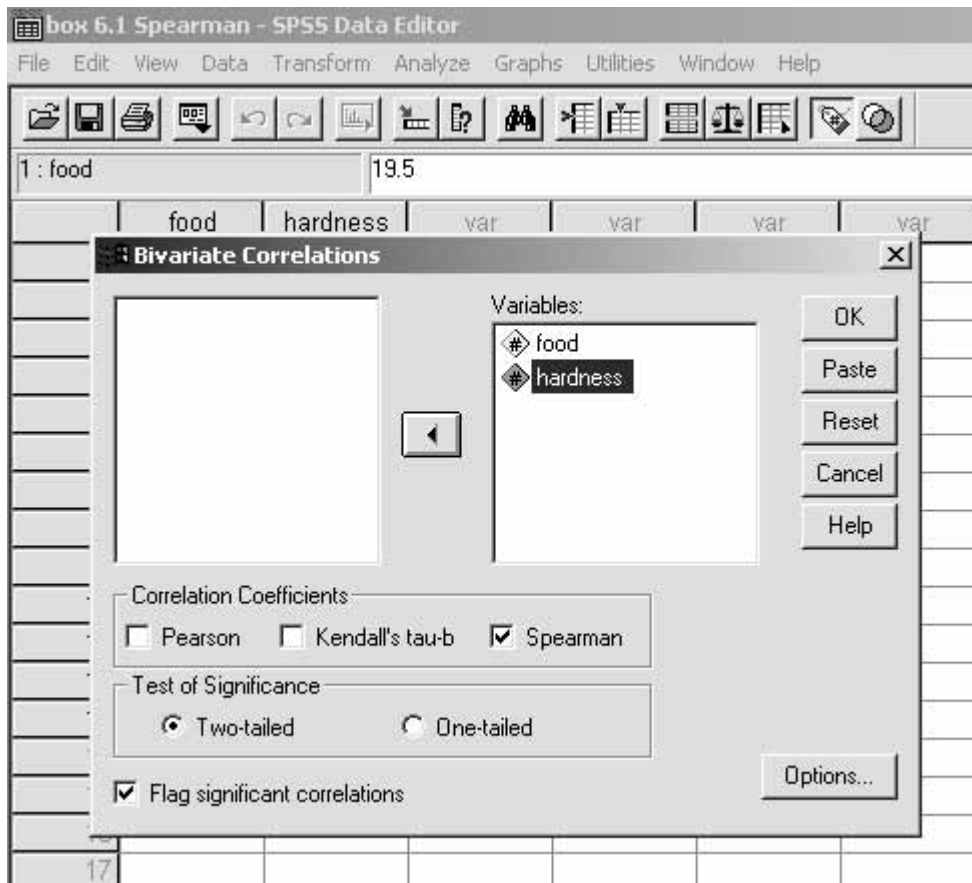 box 6.1 Spearman - SPSS Data Editor
File Edit View Data Transform Analyze Graphs Utilities Window Help
1 : food 19.5
food hardness var var var var
Bivariate Correlations
Variables:
food
hardness
OK
Paste
Reset
Cancel
Help
Correlation Coefficients
Pearson Kendall's tau-b Spearman
Test of Significance
Two-tailed One-tailed
Flag significant correlations
Options...
17